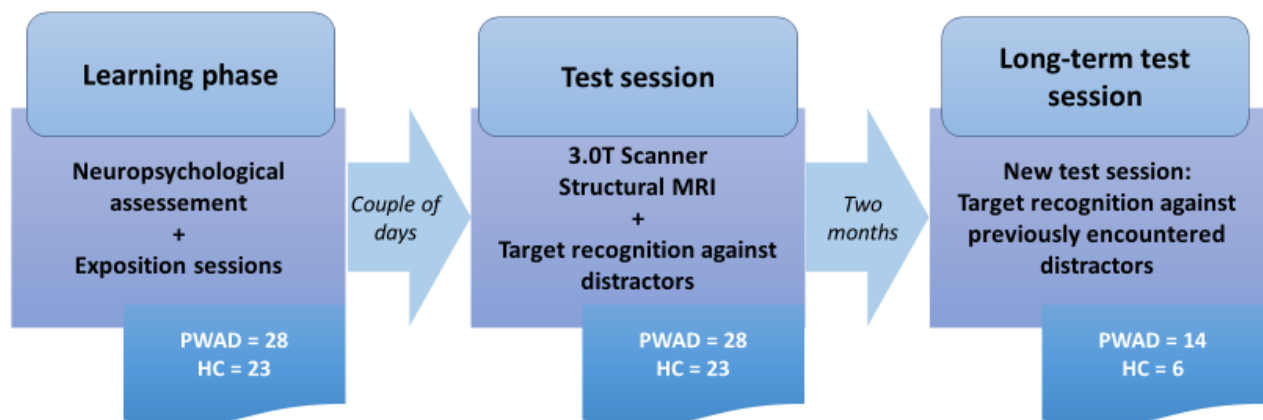 Learning phase
Neuropsychological
assessement
+
Exposition sessions
PWAD = 28
HC = 23
Couple of
days
Test session
3.0T Scanner
Structural MRI
+
Target recognition against
distractors
PWAD = 28
HC = 23
Two
months
Long-term test
session
New test session:
Target recognition against
previously encountered
distractors
PWAD = 14
HC = 6